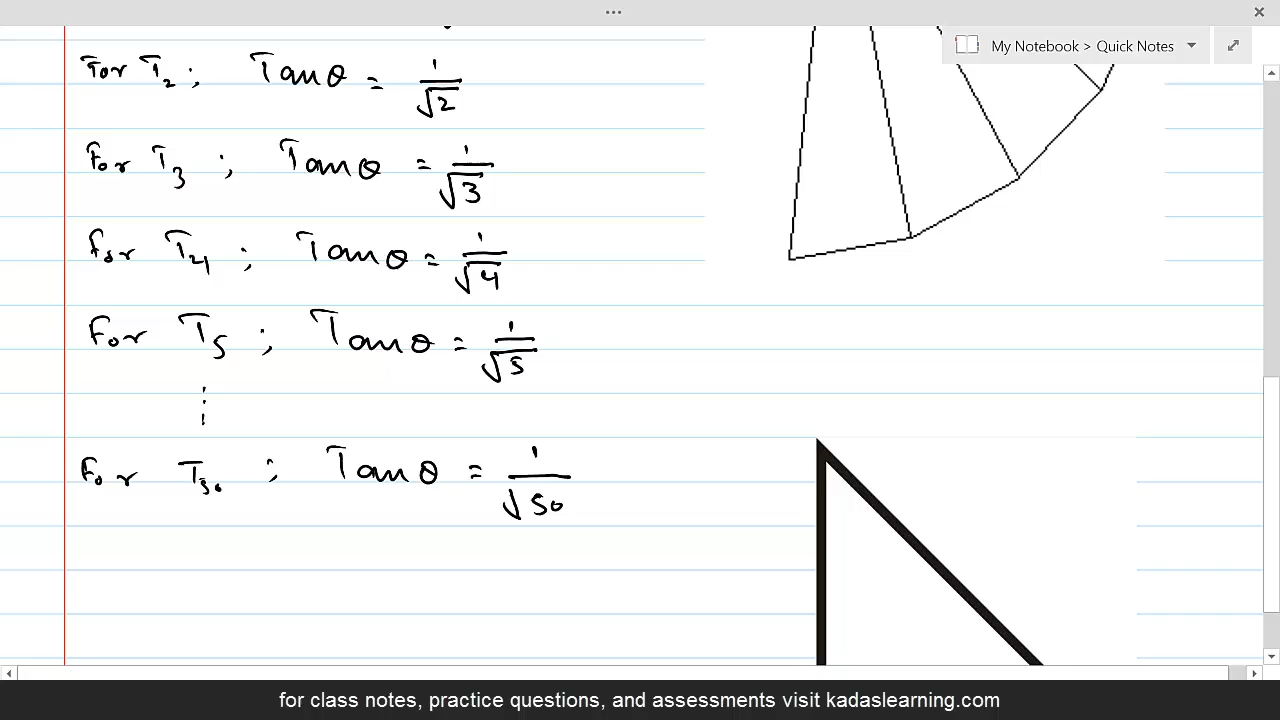 ...
My Notebook > Quick Notes
For T₂ ; Tanθ = 1/√2
For T₃ ; Tanθ = 1/√3
For T₄ ; Tanθ = 1/√4
For T₅ ; Tanθ = 1/√5
⋮
For T₅₀ ; Tanθ = 1/√50
for class notes, practice questions, and assessments visit kadaslearning.com